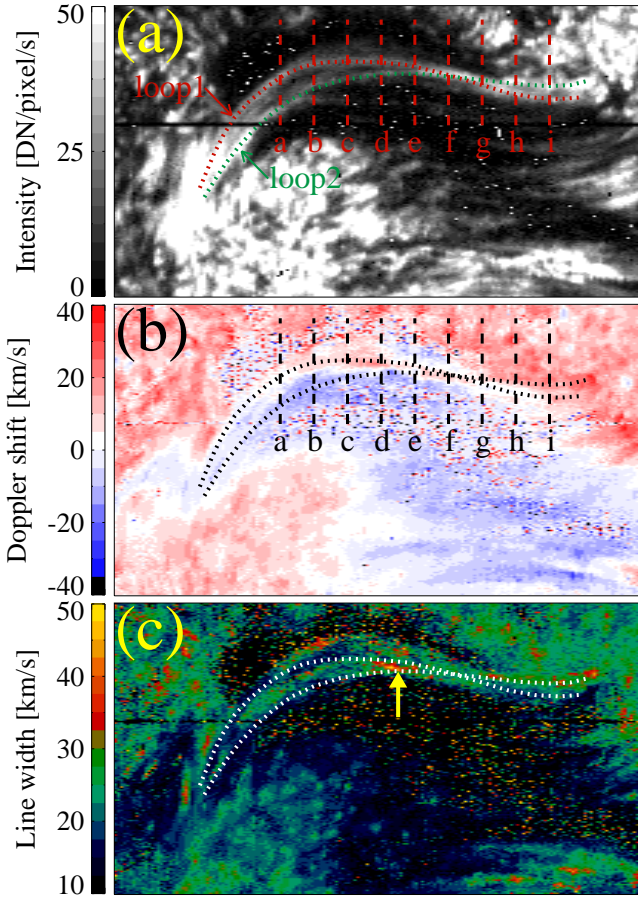 (a)
50
25
0
Intensity [DN/pixel/s]
loop1
loop2
a b c d e f g h i
(b)
40
20
0
-20
-40
Doppler shift [km/s]
a b c d e f g h i
(c)
50
40
30
20
10
Line width [km/s]